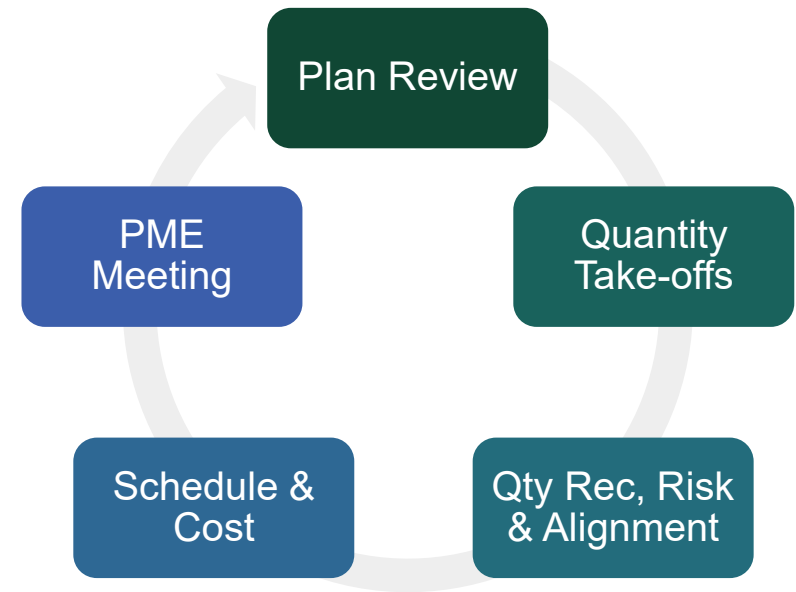 Plan Review
Quantity
Take-offs
Qty Rec, Risk
& Alignment
Schedule &
Cost
PME
Meeting